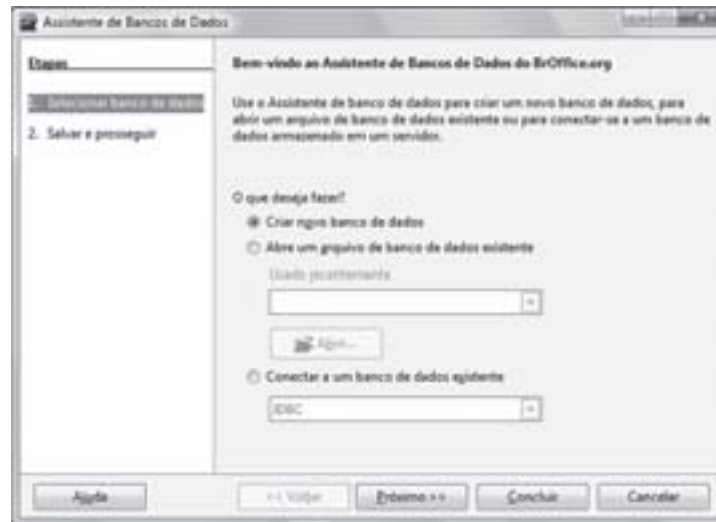 Assistente de Bancos de Dados
Etapas
1. Selecionar banco de dados
2. Salvar e prosseguir
Bem-vindo ao Assistente de Bancos de Dados do BrOffice.org
Use o Assistente de banco de dados para criar um novo banco de dados, para
abrir um arquivo de banco de dados existente ou para conectar-se a um banco de
dados armazenado em um servidor.
O que deseja fazer?
Criar novo banco de dados
Abre um arquivo de banco de dados existente
Usado recentemente
Abrir...
Conectar a um banco de dados existente
JDBC
Ajuda
<< Voltar
Próximo >>
Concluir
Cancelar